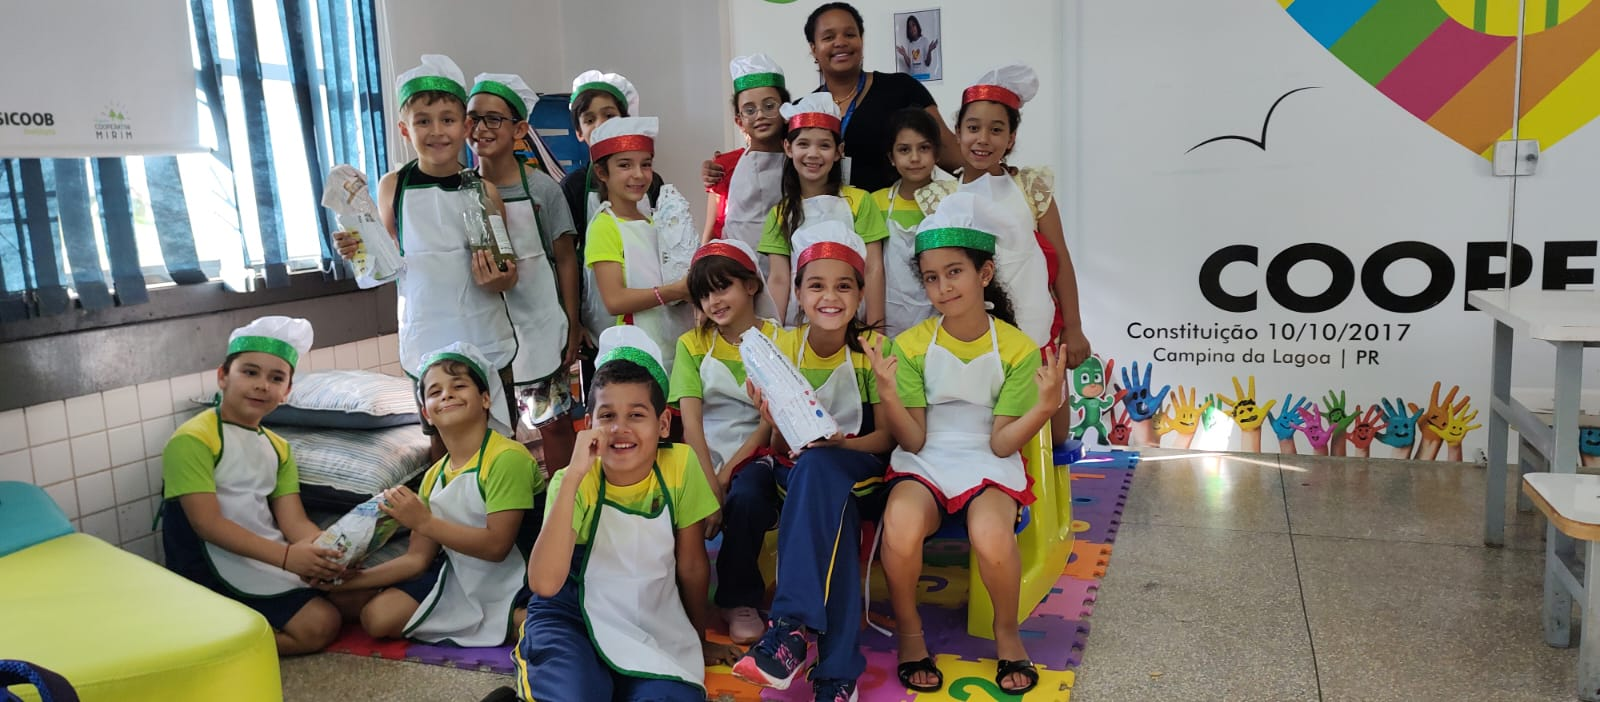 SICOOB
COOPERATIVA
MIRIM
COOPE
Constituição 10/10/2017
Campina da Lagoa | PR